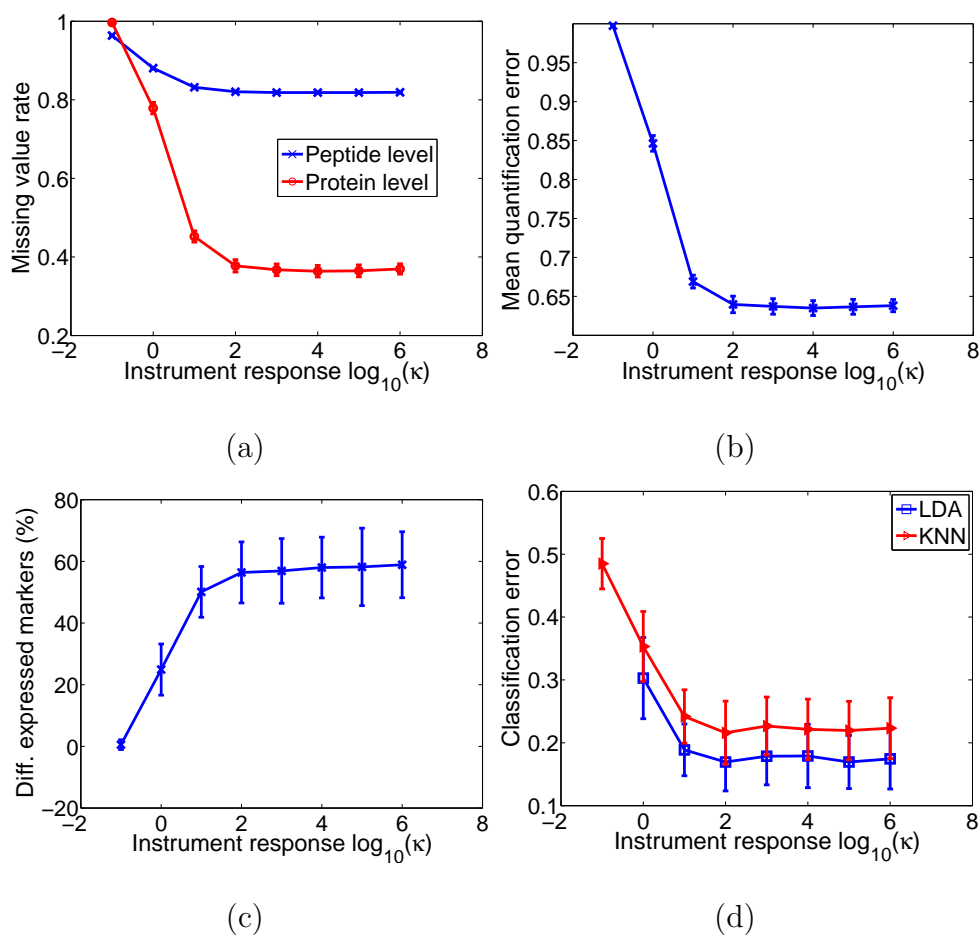 1
0.8
0.6
0.4
0.2
−2 0 2 4 6 8
Missing value rate
Instrument response log10(κ)
Peptide level
Protein level
(a)
0.95
0.9
0.85
0.8
0.75
0.7
0.65
−2 0 2 4 6 8
Mean quantification error
Instrument response log10(κ)
(b)
80
60
40
20
0
−20
−2 0 2 4 6 8
Diff. expressed markers (%)
Instrument response log10(κ)
(c)
0.6
0.5
0.4
0.3
0.2
0.1
−2 0 2 4 6 8
Classification error
Instrument response log10(κ)
LDA
KNN
(d)